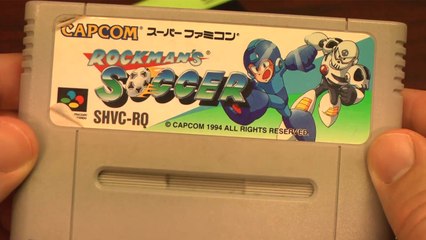 CAPCOM スーパーファミコン
ROCKMAN'S
SOCCER
SHVC-RQ
© CAPCOM 1994 ALL RIGHTS RESERVED.